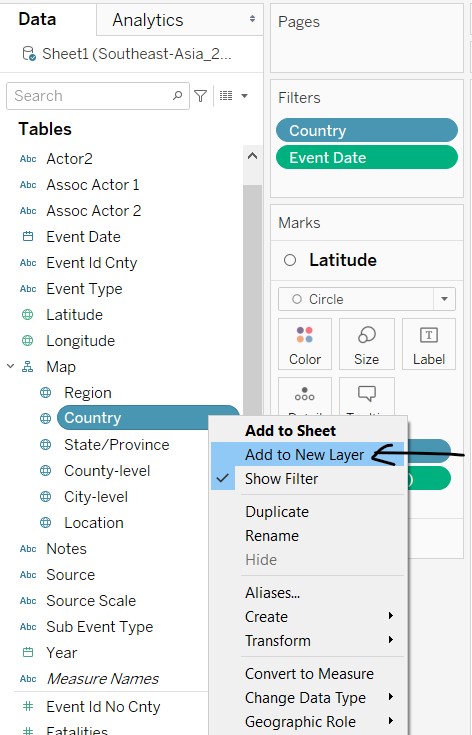 Data
Analytics
Sheet1 (Southeast-Asia_2...
Search
Tables
Abc Actor2
Abc Assoc Actor 1
Abc Assoc Actor 2
Event Date
Abc Event Id Cnty
Abc Event Type
Latitude
Longitude
Map
Region
Country
State/Province
County-level
City-level
Location
Abc Notes
Abc Source
Abc Source Scale
Abc Sub Event Type
Year
Abc Measure Names
Event Id No Cnty
Fatalities
Pages
Filters
Country
Event Date
Marks
Latitude
Circle
Color
Size
T
Label
Add to Sheet
Add to New Layer
Show Filter
Duplicate
Rename
Hide
Aliases...
Create
Transform
Convert to Measure
Change Data Type
Geographic Role